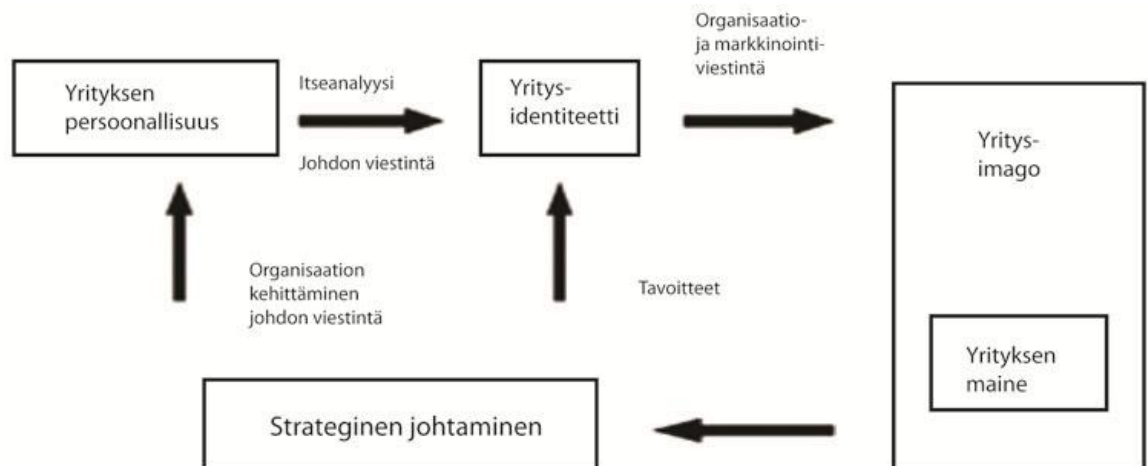 Organisaatio-
ja markkinointi-
viestintä
Yrityksen
persoonallisuus
Itseanalyysi
Johdon viestintä
Yritys-
identiteetti
Yritys-
imago
Organisaation
kehittäminen
johdon viestintä
Tavoitteet
Yrityksen
maine
Strateginen johtaminen